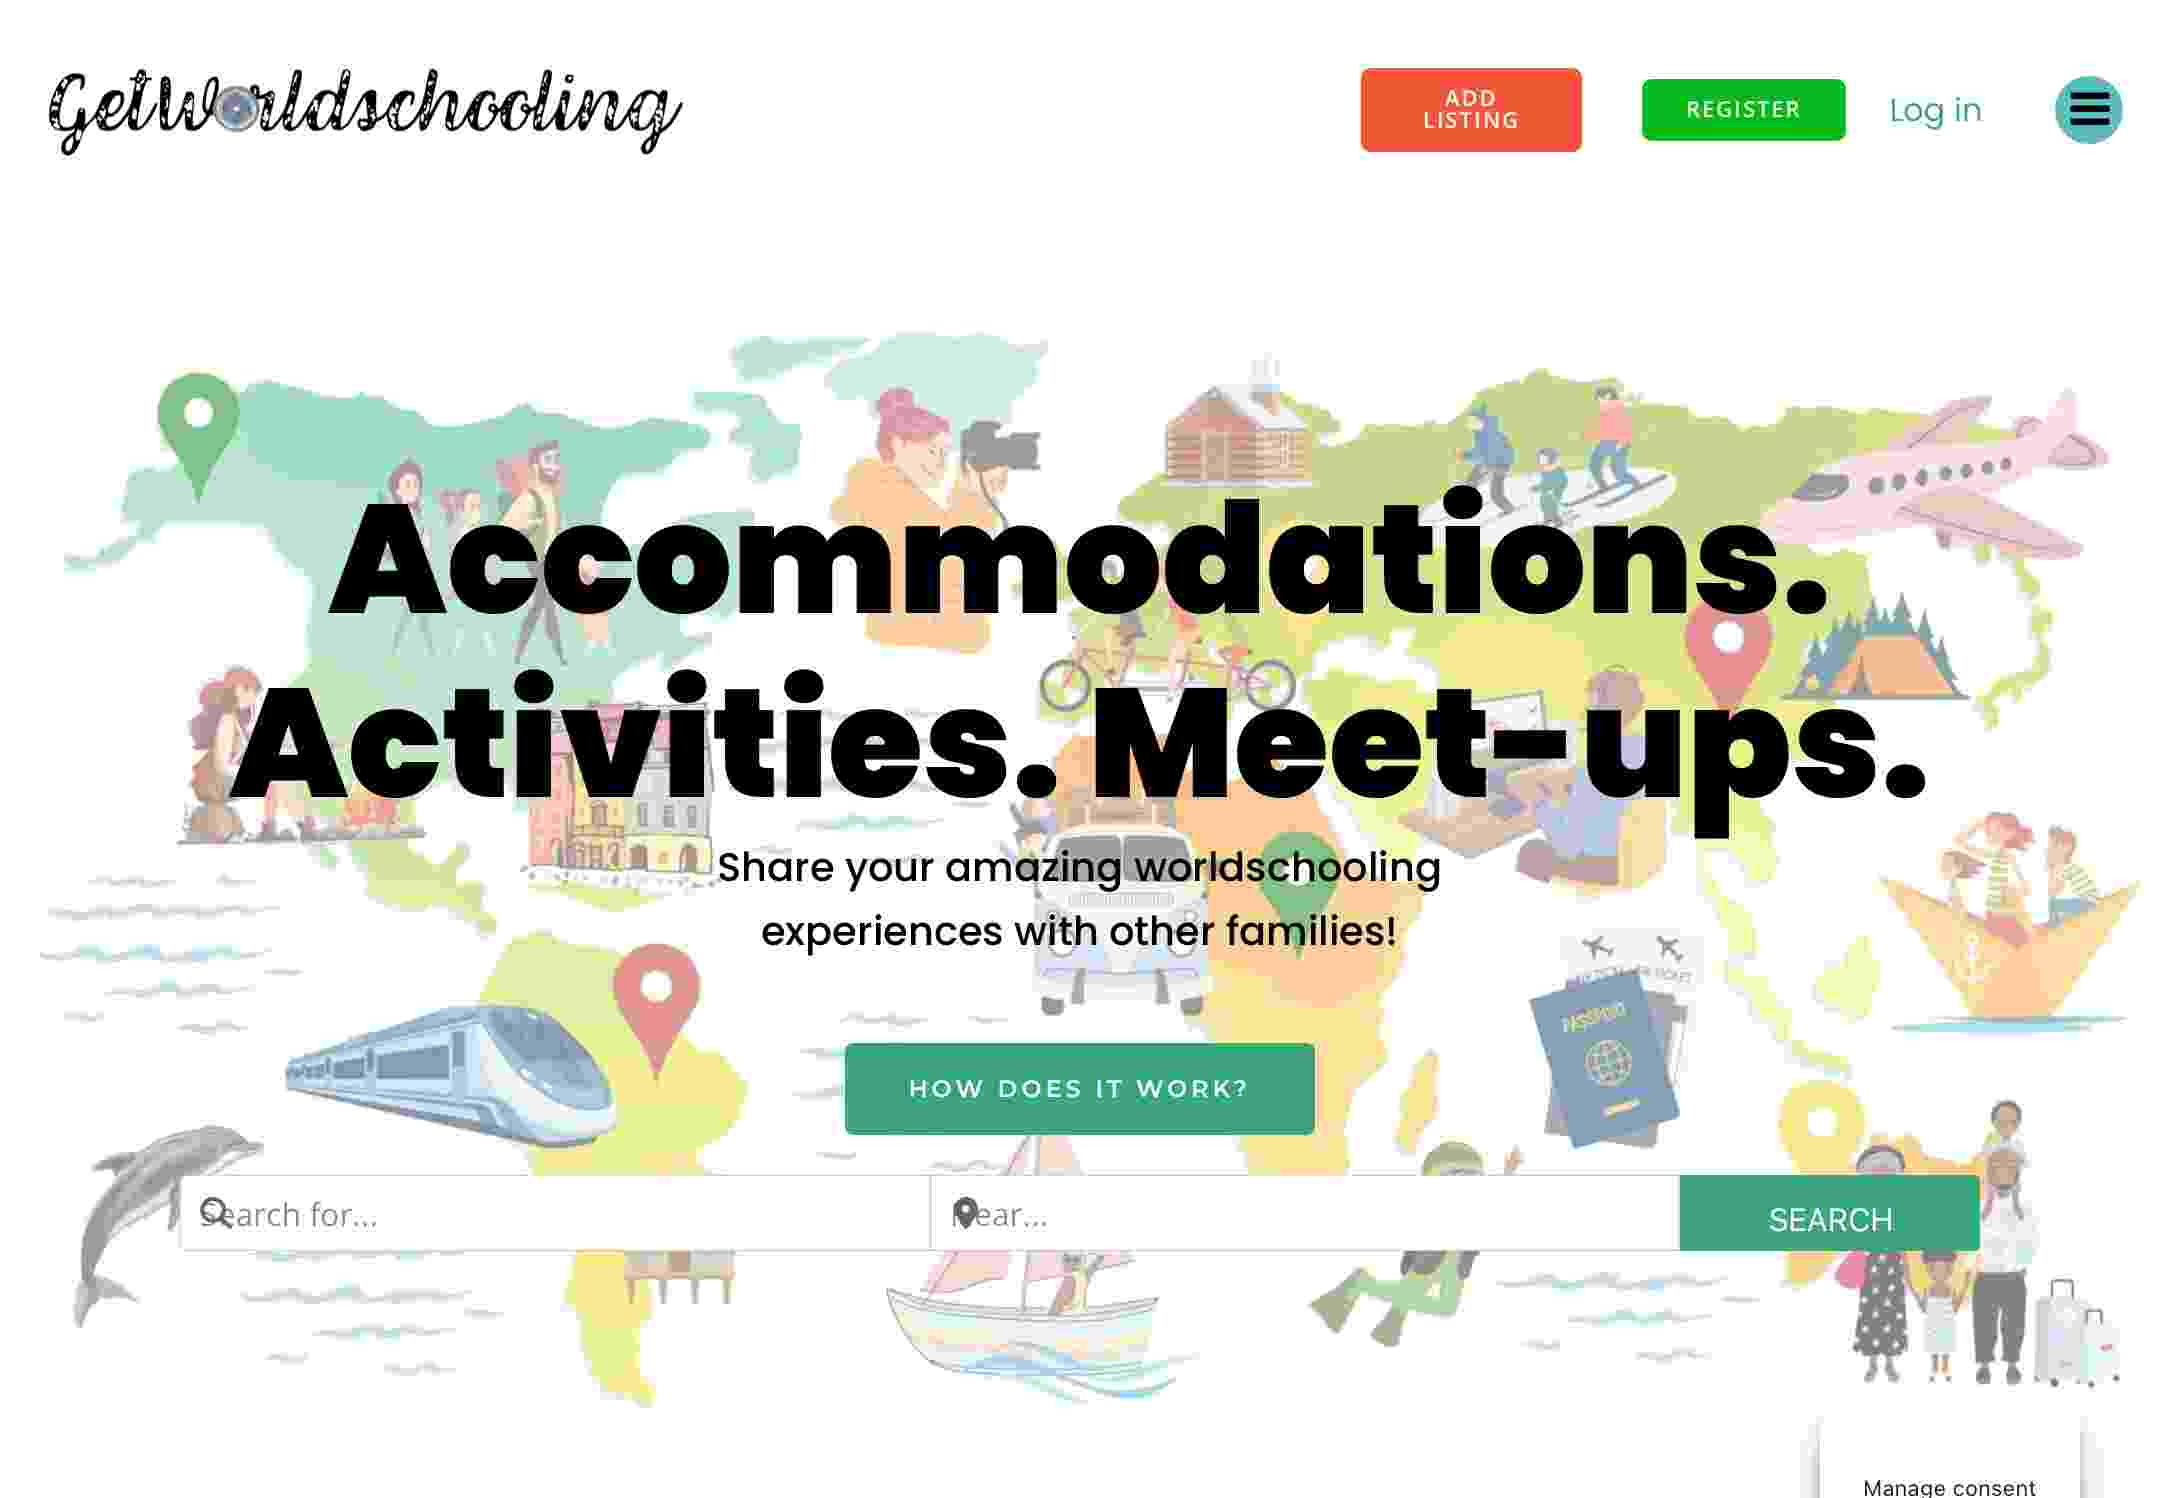 GetWorldschooling
ADD
LISTING
REGISTER
Log in
Accommodations.
Activities. Meet-ups.
Share your amazing worldschooling
experiences with other families!
PASSPORT
HOW DOES IT WORK?
Search for...
Near...
SEARCH
Manage consent